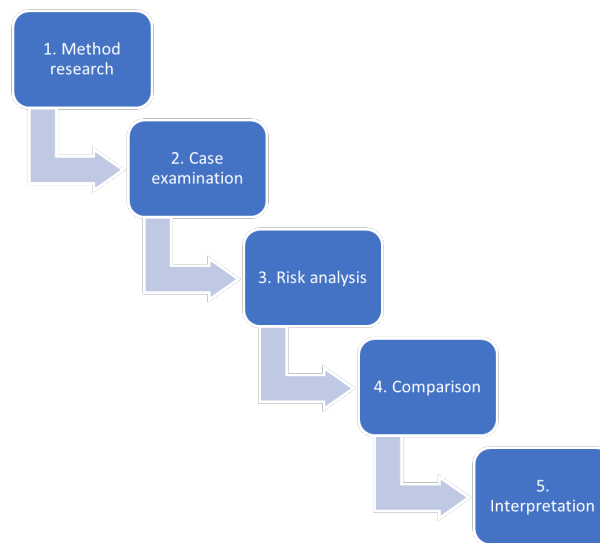 1. Method
research
2. Case
examination
3. Risk analysis
4. Comparison
5.
Interpretation